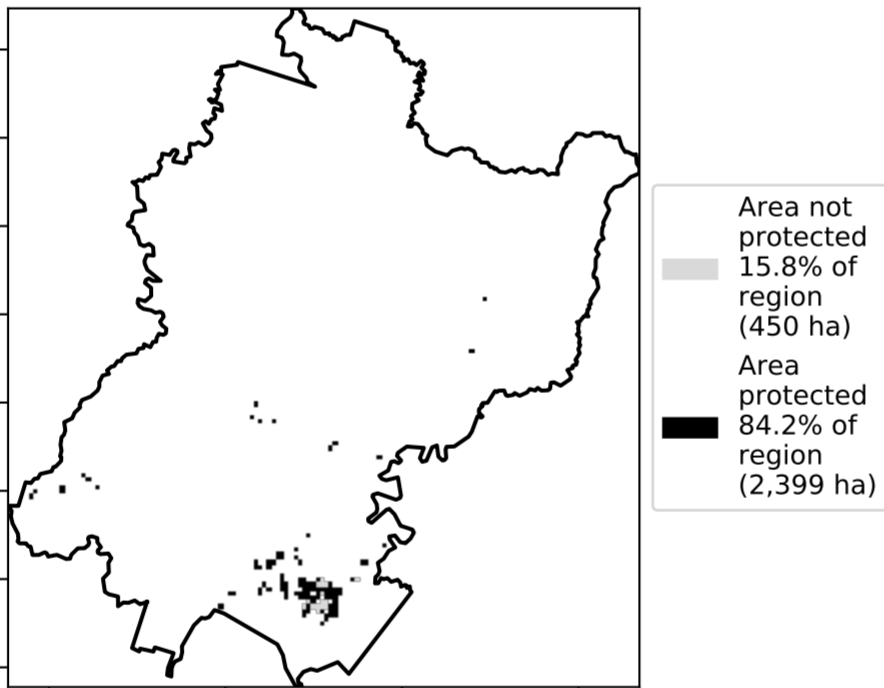 Area not
protected
15.8% of
region
(450 ha)
Area
protected
84.2% of
region
(2,399 ha)